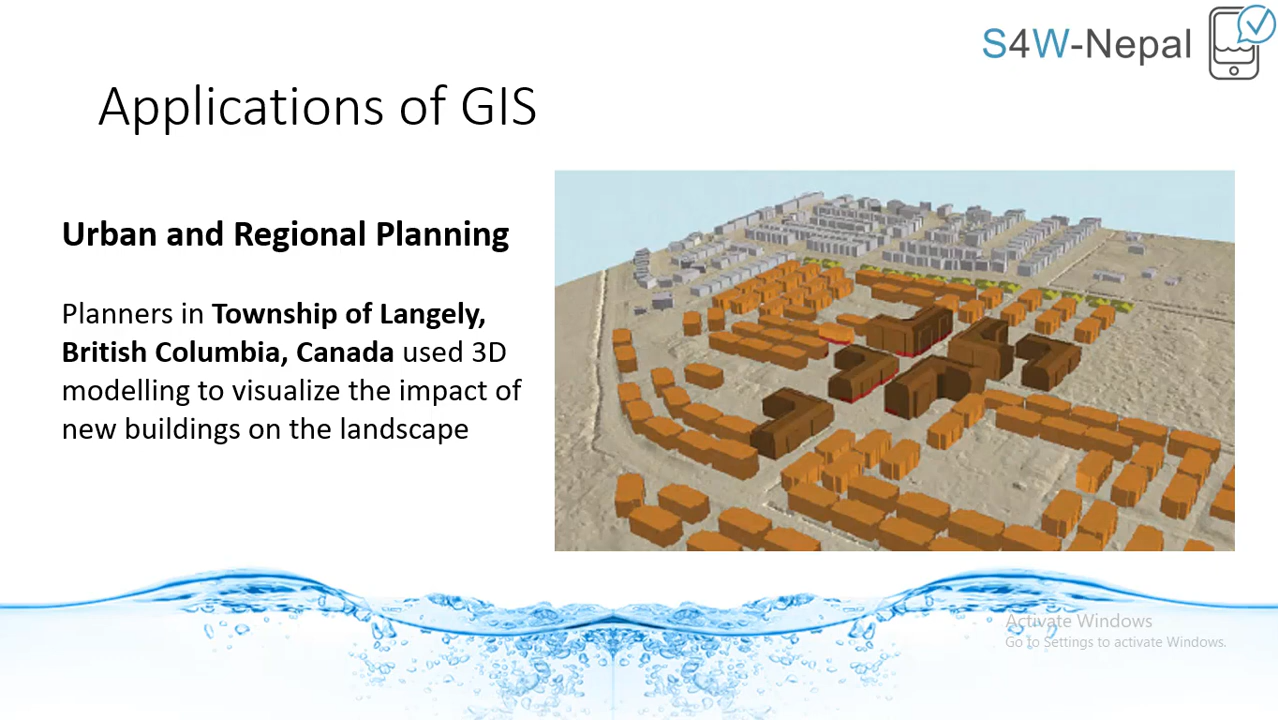 S4W-Nepal
Applications of GIS
Urban and Regional Planning
Planners in Township of Langely,
British Columbia, Canada used 3D
modelling to visualize the impact of
new buildings on the landscape
Activate Windows
Go to Settings to activate Windows.